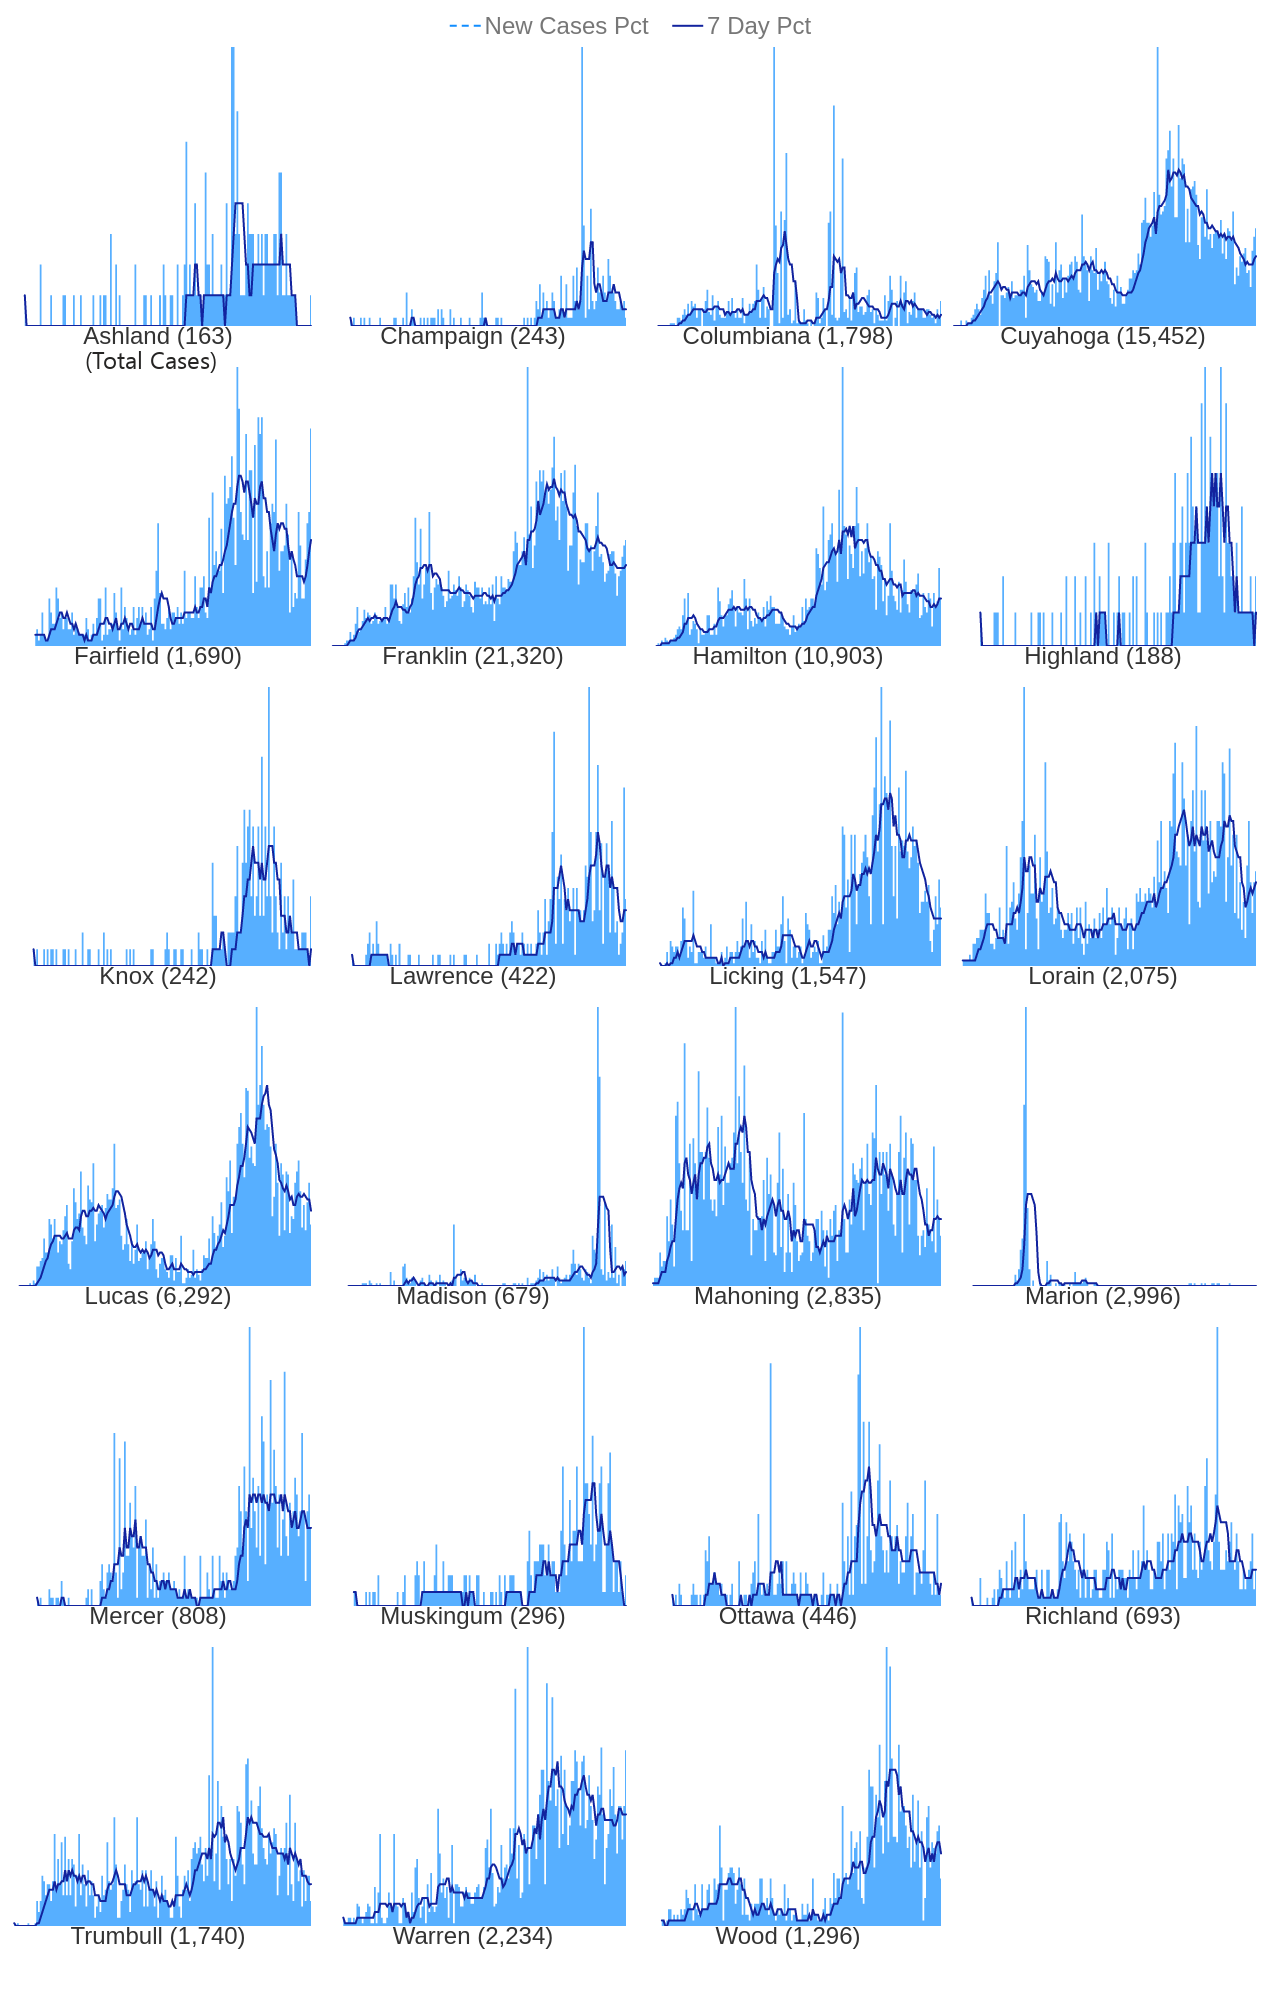 New Cases Pct 7 Day Pct
Ashland (163) Champaign (243) Columbiana (1,798) Cuyahoga (15,452)
(Total Cases)
Fairfield (1,690) Franklin (21,320) Hamilton (10,903) Highland (188)
Knox (242) Lawrence (422) Licking (1,547) Lorain (2,075)
Lucas (6,292) Madison (679) Mahoning (2,835) Marion (2,996)
Mercer (808) Muskingum (296) Ottawa (446) Richland (693)
Trumbull (1,740) Warren (2,234) Wood (1,296)